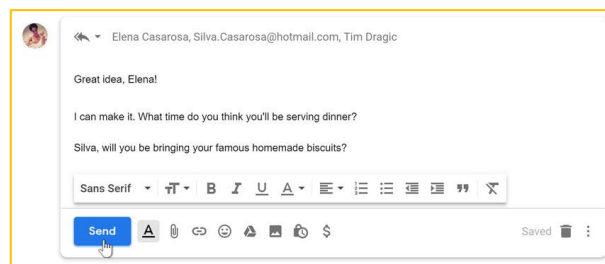 Elena Casarosa, Silva.Casarosa@hotmail.com, Tim Dragic
Great idea, Elena!
I can make it. What time do you think you'll be serving dinner?
Silva, will you be bringing your famous homemade biscuits?
Sans Serif
Send
Saved